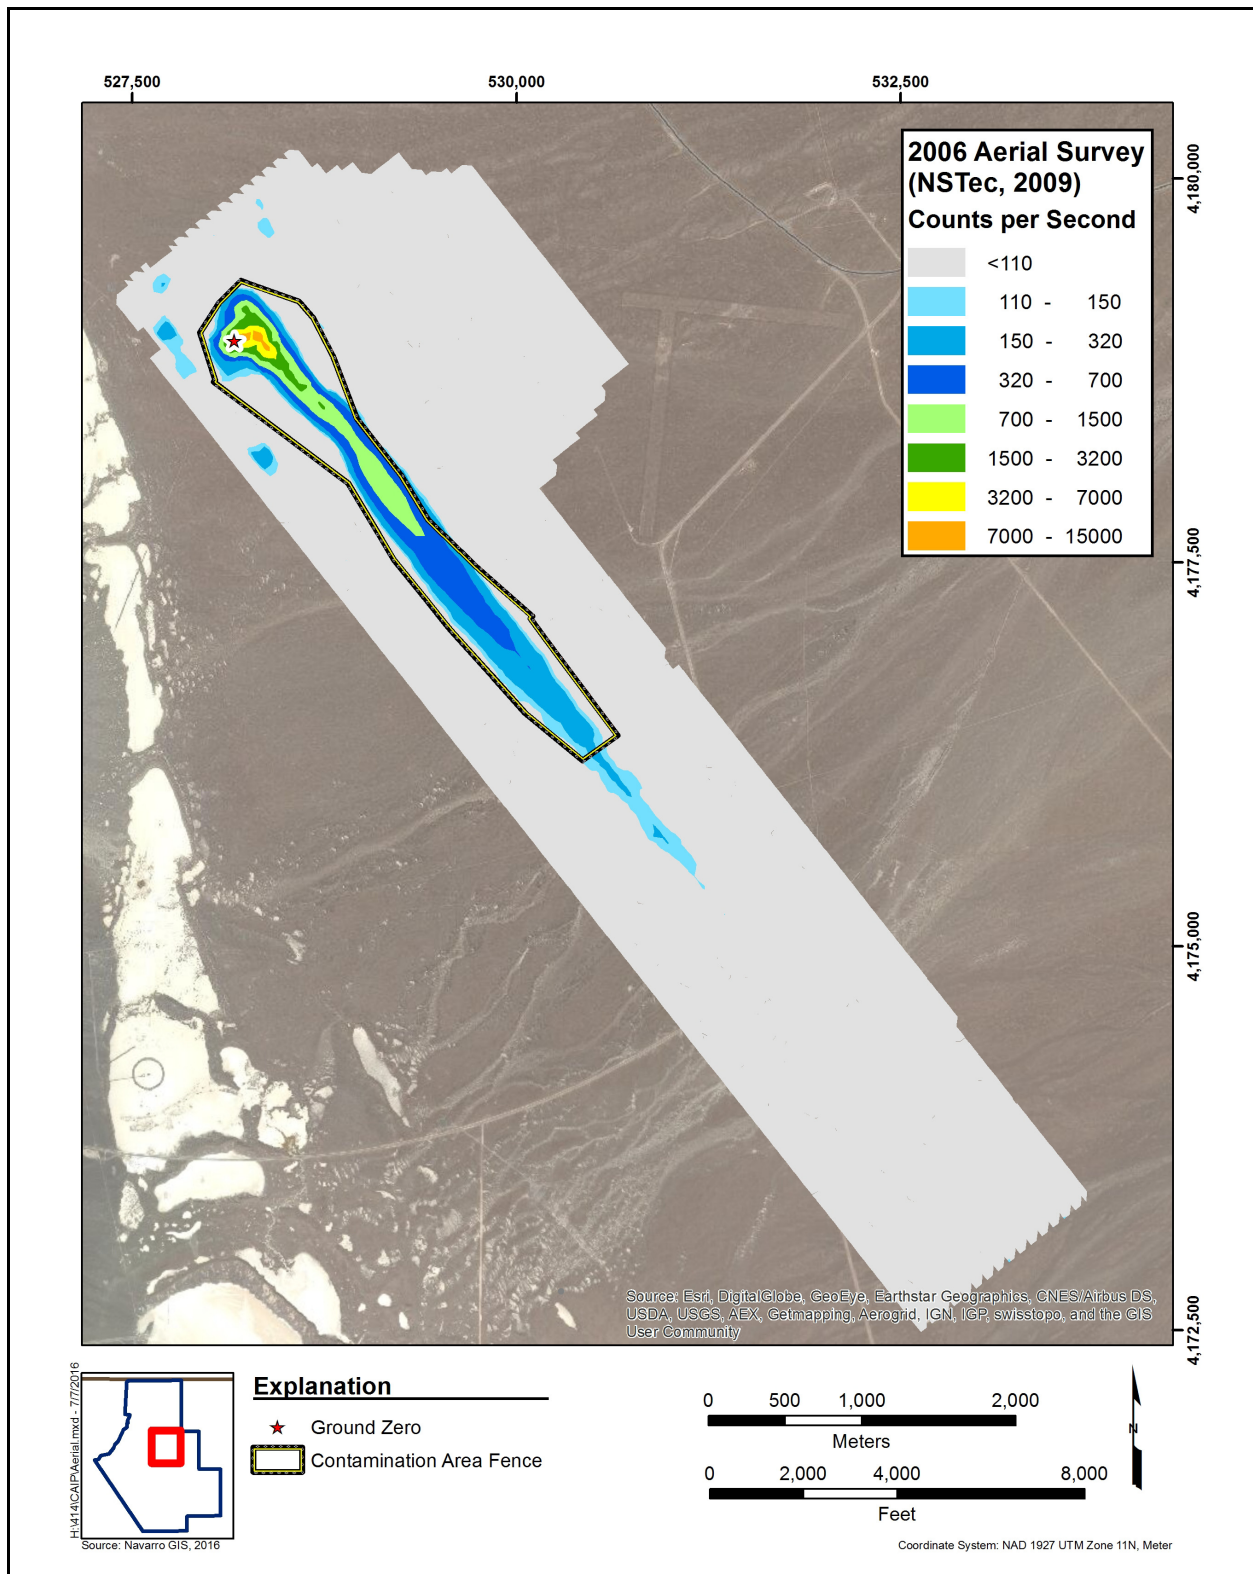 527,500
530,000
532,500
2006 Aerial Survey
(NSTec, 2009)
Counts per Second
<110
110 - 150
150 - 320
320 - 700
700 - 1500
1500 - 3200
3200 - 7000
7000 - 15000
4,180,000
4,177,500
4,175,000
4,172,500
Source: Esri, DigitalGlobe, GeoEye, Earthstar Geographics, CNES/Airbus DS,
USDA, USGS, AEX, Getmapping, Aerogrid, IGN, IGP, swisstopo, and the GIS
User Community
H:\414\CAIP\Aerial.mxd - 7/7/2016
Source: Navarro GIS, 2016
Explanation
Ground Zero
Contamination Area Fence
0 500 1,000 2,000
Meters
0 2,000 4,000 8,000
Feet
N
Coordinate System: NAD 1927 UTM Zone 11N, Meter